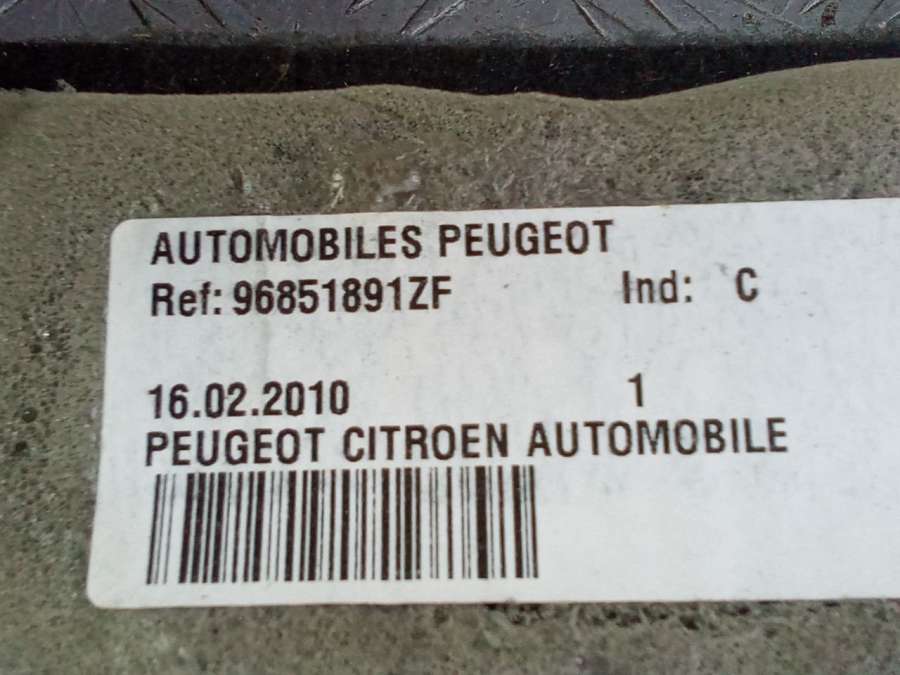 AUTOMOBILES PEUGEOT
Ref: 96851891ZF Ind: C
16.02.2010 1
PEUGEOT CITROEN AUTOMOBILE